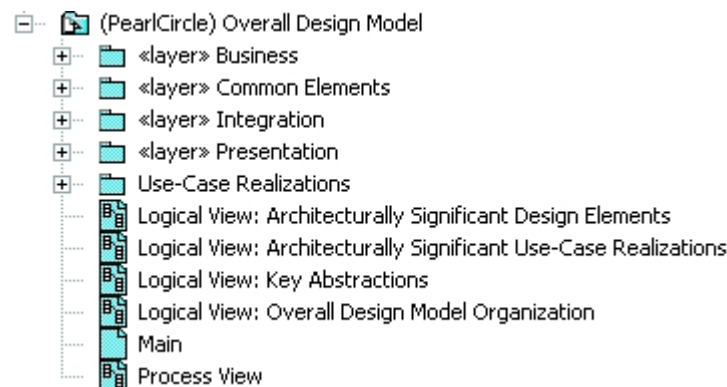 (PearlCircle) Overall Design Model
«layer» Business
«layer» Common Elements
«layer» Integration
«layer» Presentation
Use-Case Realizations
Logical View: Architecturally Significant Design Elements
Logical View: Architecturally Significant Use-Case Realizations
Logical View: Key Abstractions
Logical View: Overall Design Model Organization
Main
Process View